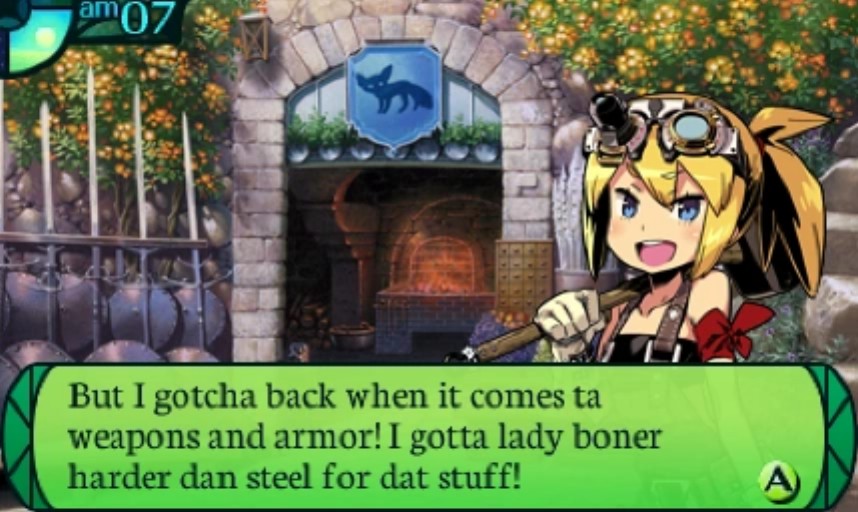 am07
But I gotcha back when it comes ta
weapons and armor! I gotta lady boner
harder dan steel for dat stuff!
A